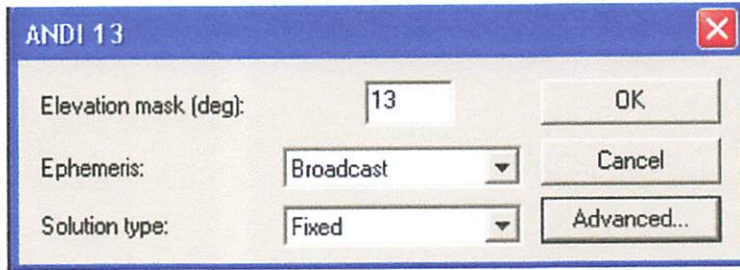 ANDI 13
Elevation mask (deg): 13 OK
Ephemeris: Broadcast Cancel
Solution type: Fixed Advanced...